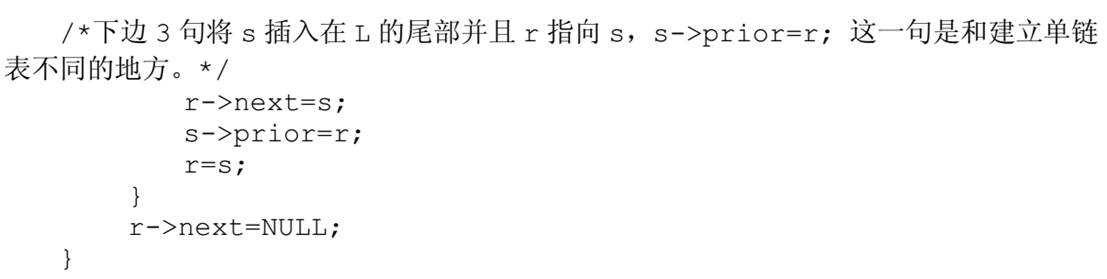 /*下边 3 句将 s 插入在 L 的尾部并且 r 指向 s，s->prior=r; 这一句是和建立单链
表不同的地方。*/
r->next=s;
s->prior=r;
r=s;
}
r->next=NULL;
}